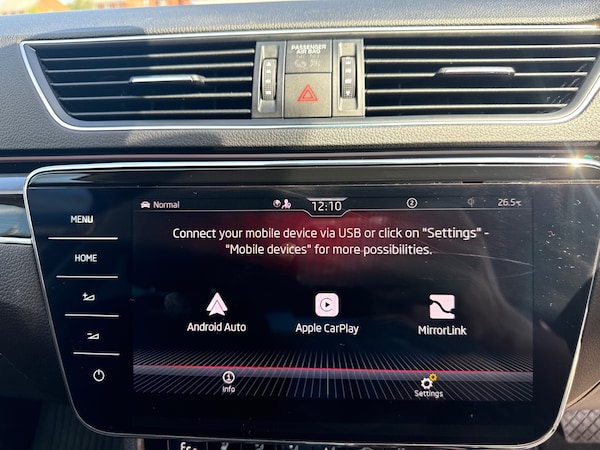 PASSENGER
AIR BAG
MENU
Normal
12:10
2
26.5°C
Connect your mobile device via USB or click on "Settings" -
"Mobile devices" for more possibilities.
HOME
Android Auto
Apple CarPlay
MirrorLink
Info
Settings